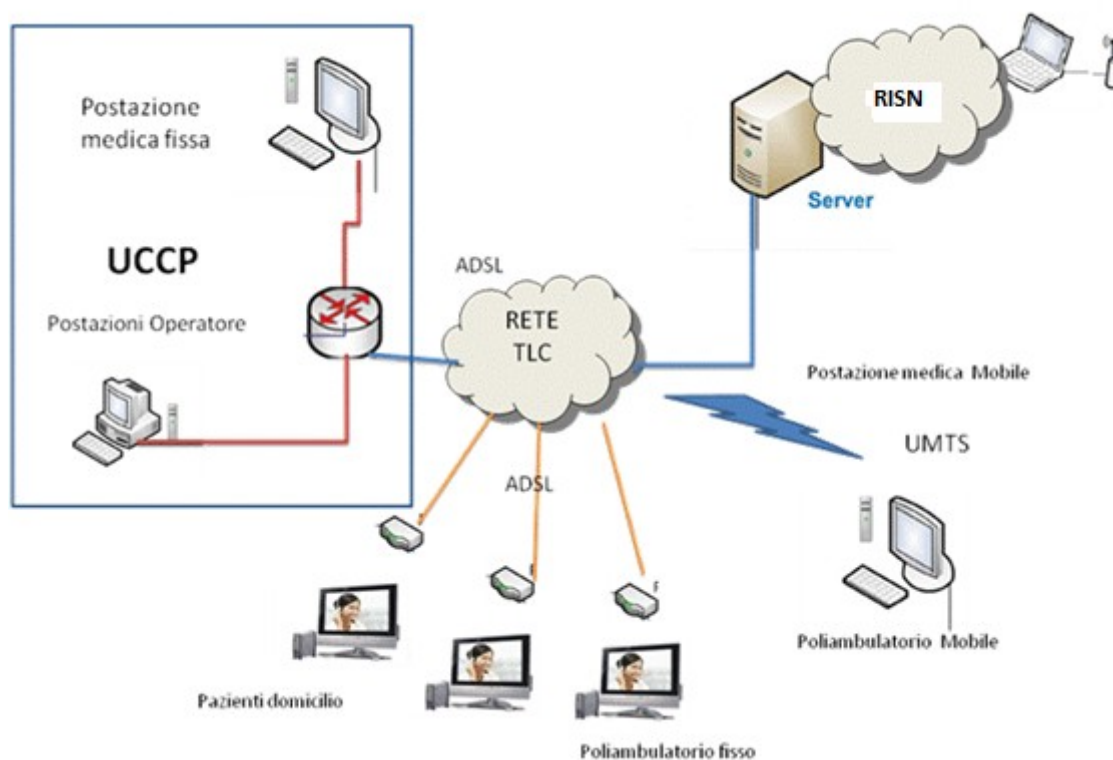 Postazione
medica fissa
UCCP
Postazioni Operatore
ADSL
RETE
TLC
RISN
Server
Postazione medica Mobile
UMTS
Poliambulatorio Mobile
ADSL
F
Pazienti domicilio
Poliambulatorio fisso